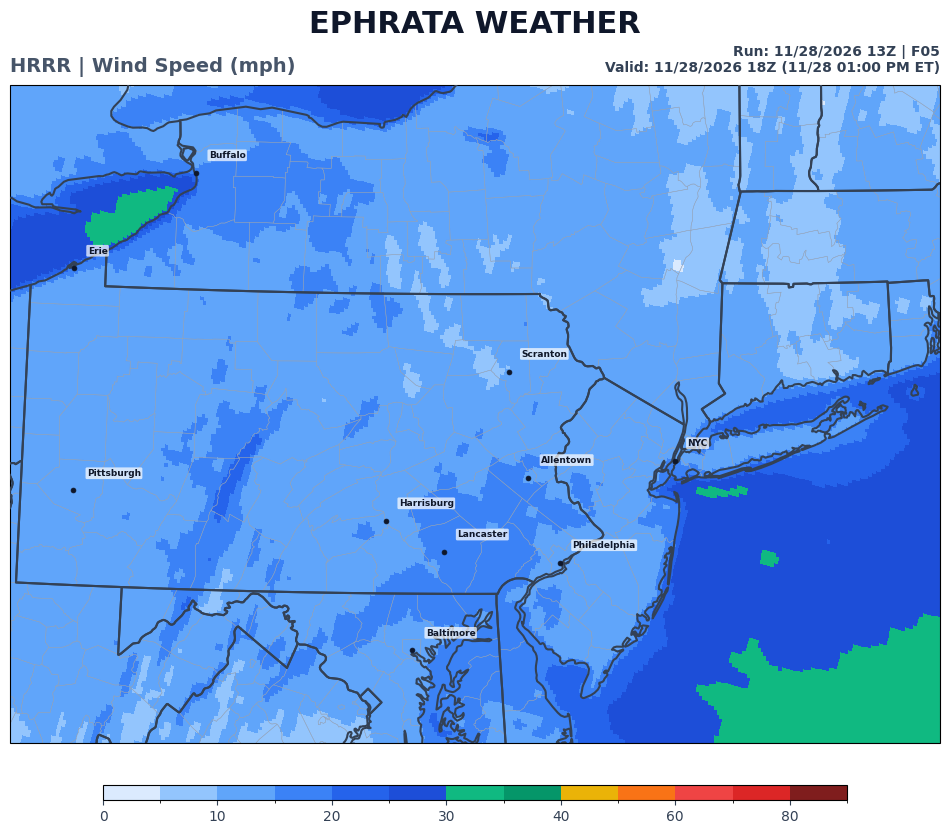 EPHRATA WEATHER
HRRR | Wind Speed (mph)
Run: 11/28/2026 13Z | F05
Valid: 11/28/2026 18Z (11/28 01:00 PM ET)
Buffalo
Erie
Scranton
NYC
Allentown
Pittsburgh
Harrisburg
Lancaster
Philadelphia
Baltimore
0 10 20 30 40 50 60 70 80